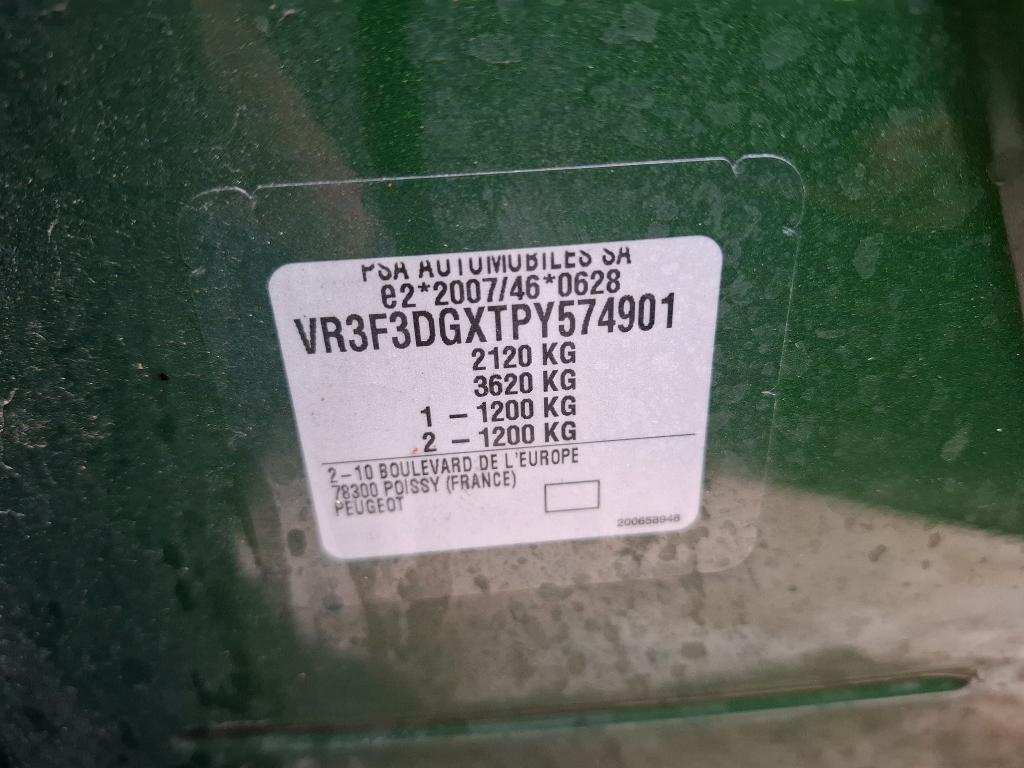 PSA AUTOMOBILES SA
e2*2007/46*0628
VR3F3DGXTPY574901
2120 KG
3620 KG
1 – 1200 KG
2 – 1200 KG
2–10 BOULEVARD DE L'EUROPE
78300 POISSY (FRANCE)
PEUGEOT
200658948